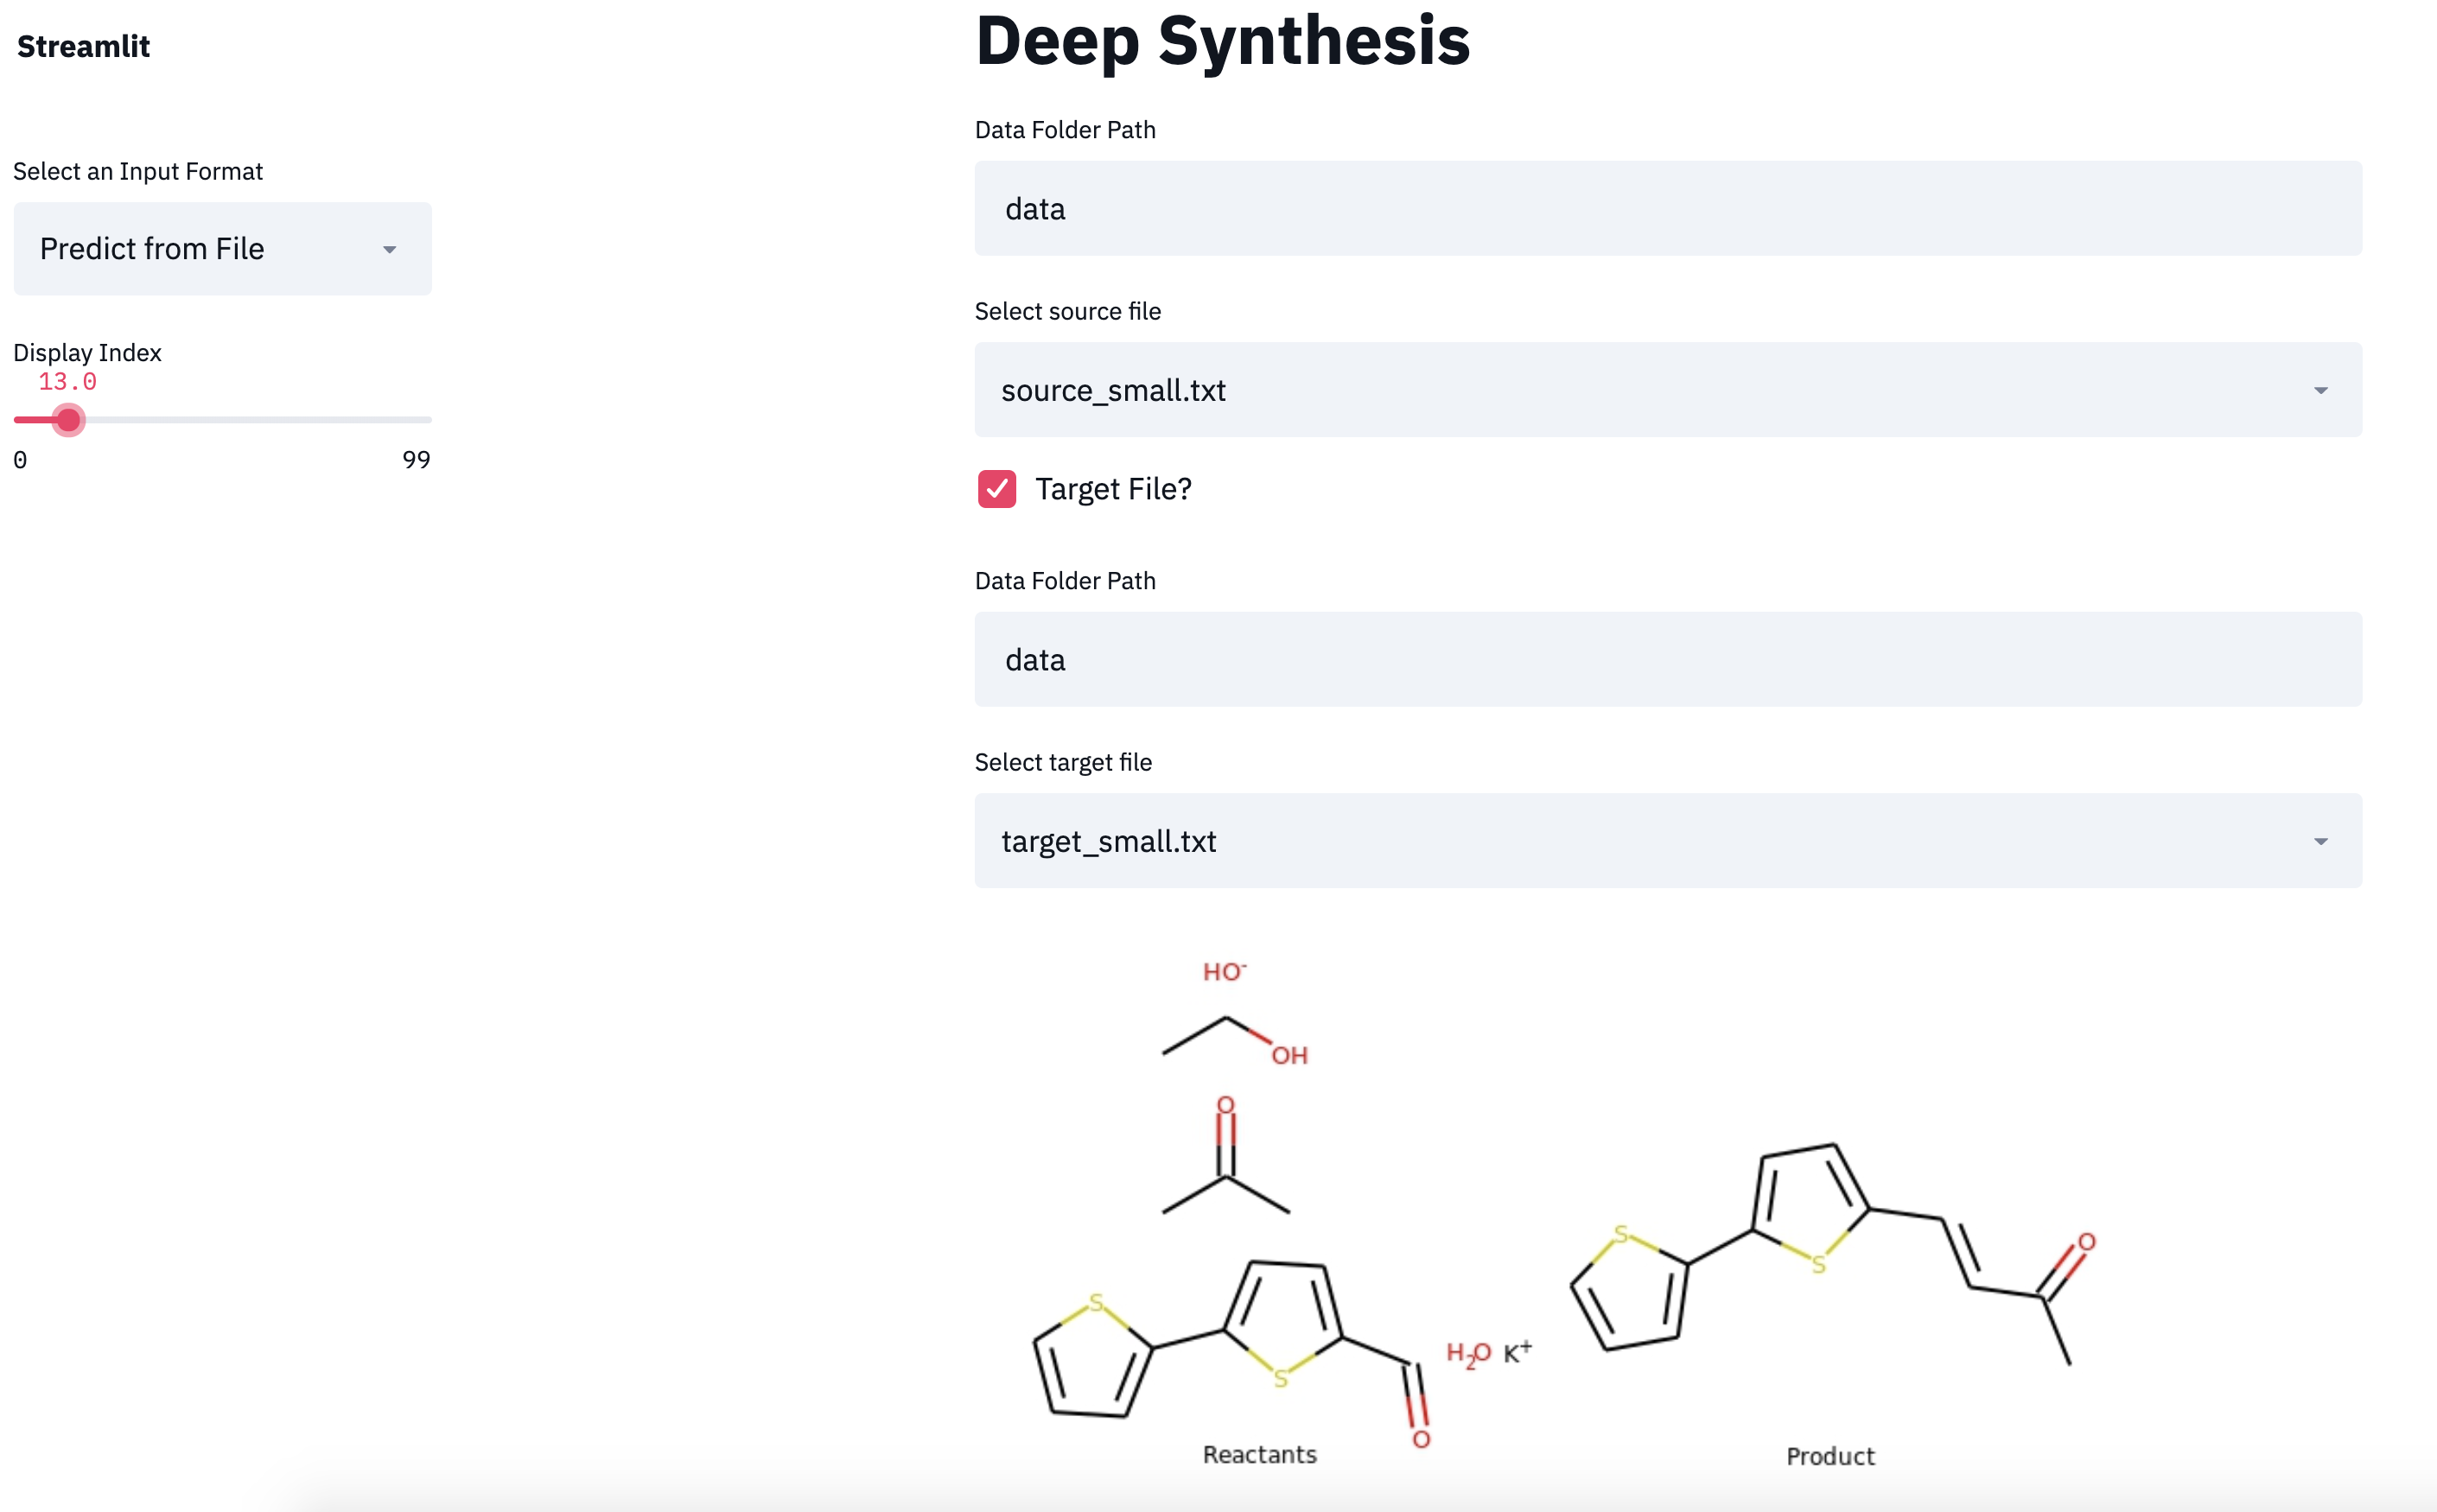 Streamlit
Select an Input Format
Predict from File
Display Index
13.0
0 99
Deep Synthesis
Data Folder Path
data
Select source file
source_small.txt
Target File?
Data Folder Path
data
Select target file
target_small.txt
HO⁻
OH
O
S
S
O
H₂O K⁺
Reactants
S
S
O
Product